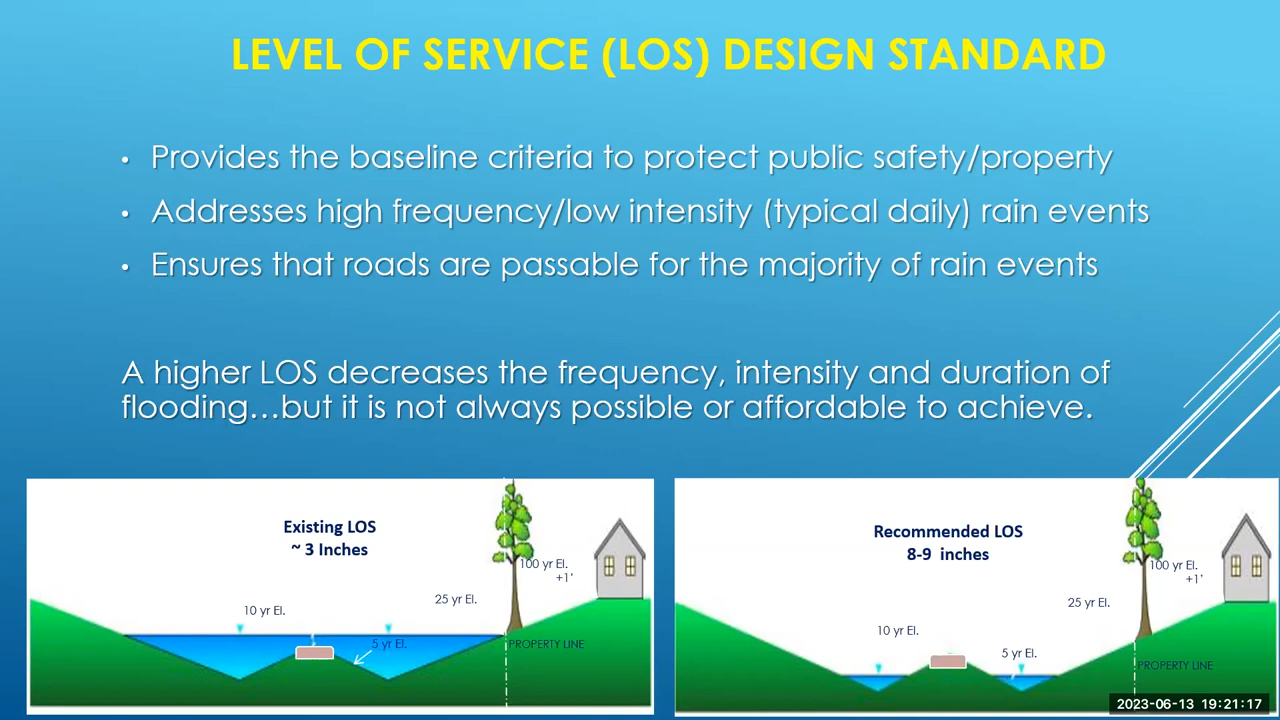 LEVEL OF SERVICE (LOS) DESIGN STANDARD
• Provides the baseline criteria to protect public safety/property
• Addresses high frequency/low intensity (typical daily) rain events
• Ensures that roads are passable for the majority of rain events
A higher LOS decreases the frequency, intensity and duration of
flooding…but it is not always possible or affordable to achieve.
Existing LOS
~ 3 Inches
100 yr El.
+1'
25 yr El.
10 yr El.
5 yr El.
PROPERTY LINE
Recommended LOS
8-9 inches
100 yr El.
+1'
25 yr El.
10 yr El.
5 yr El.
PROPERTY LINE
2023-06-13 19:21:17